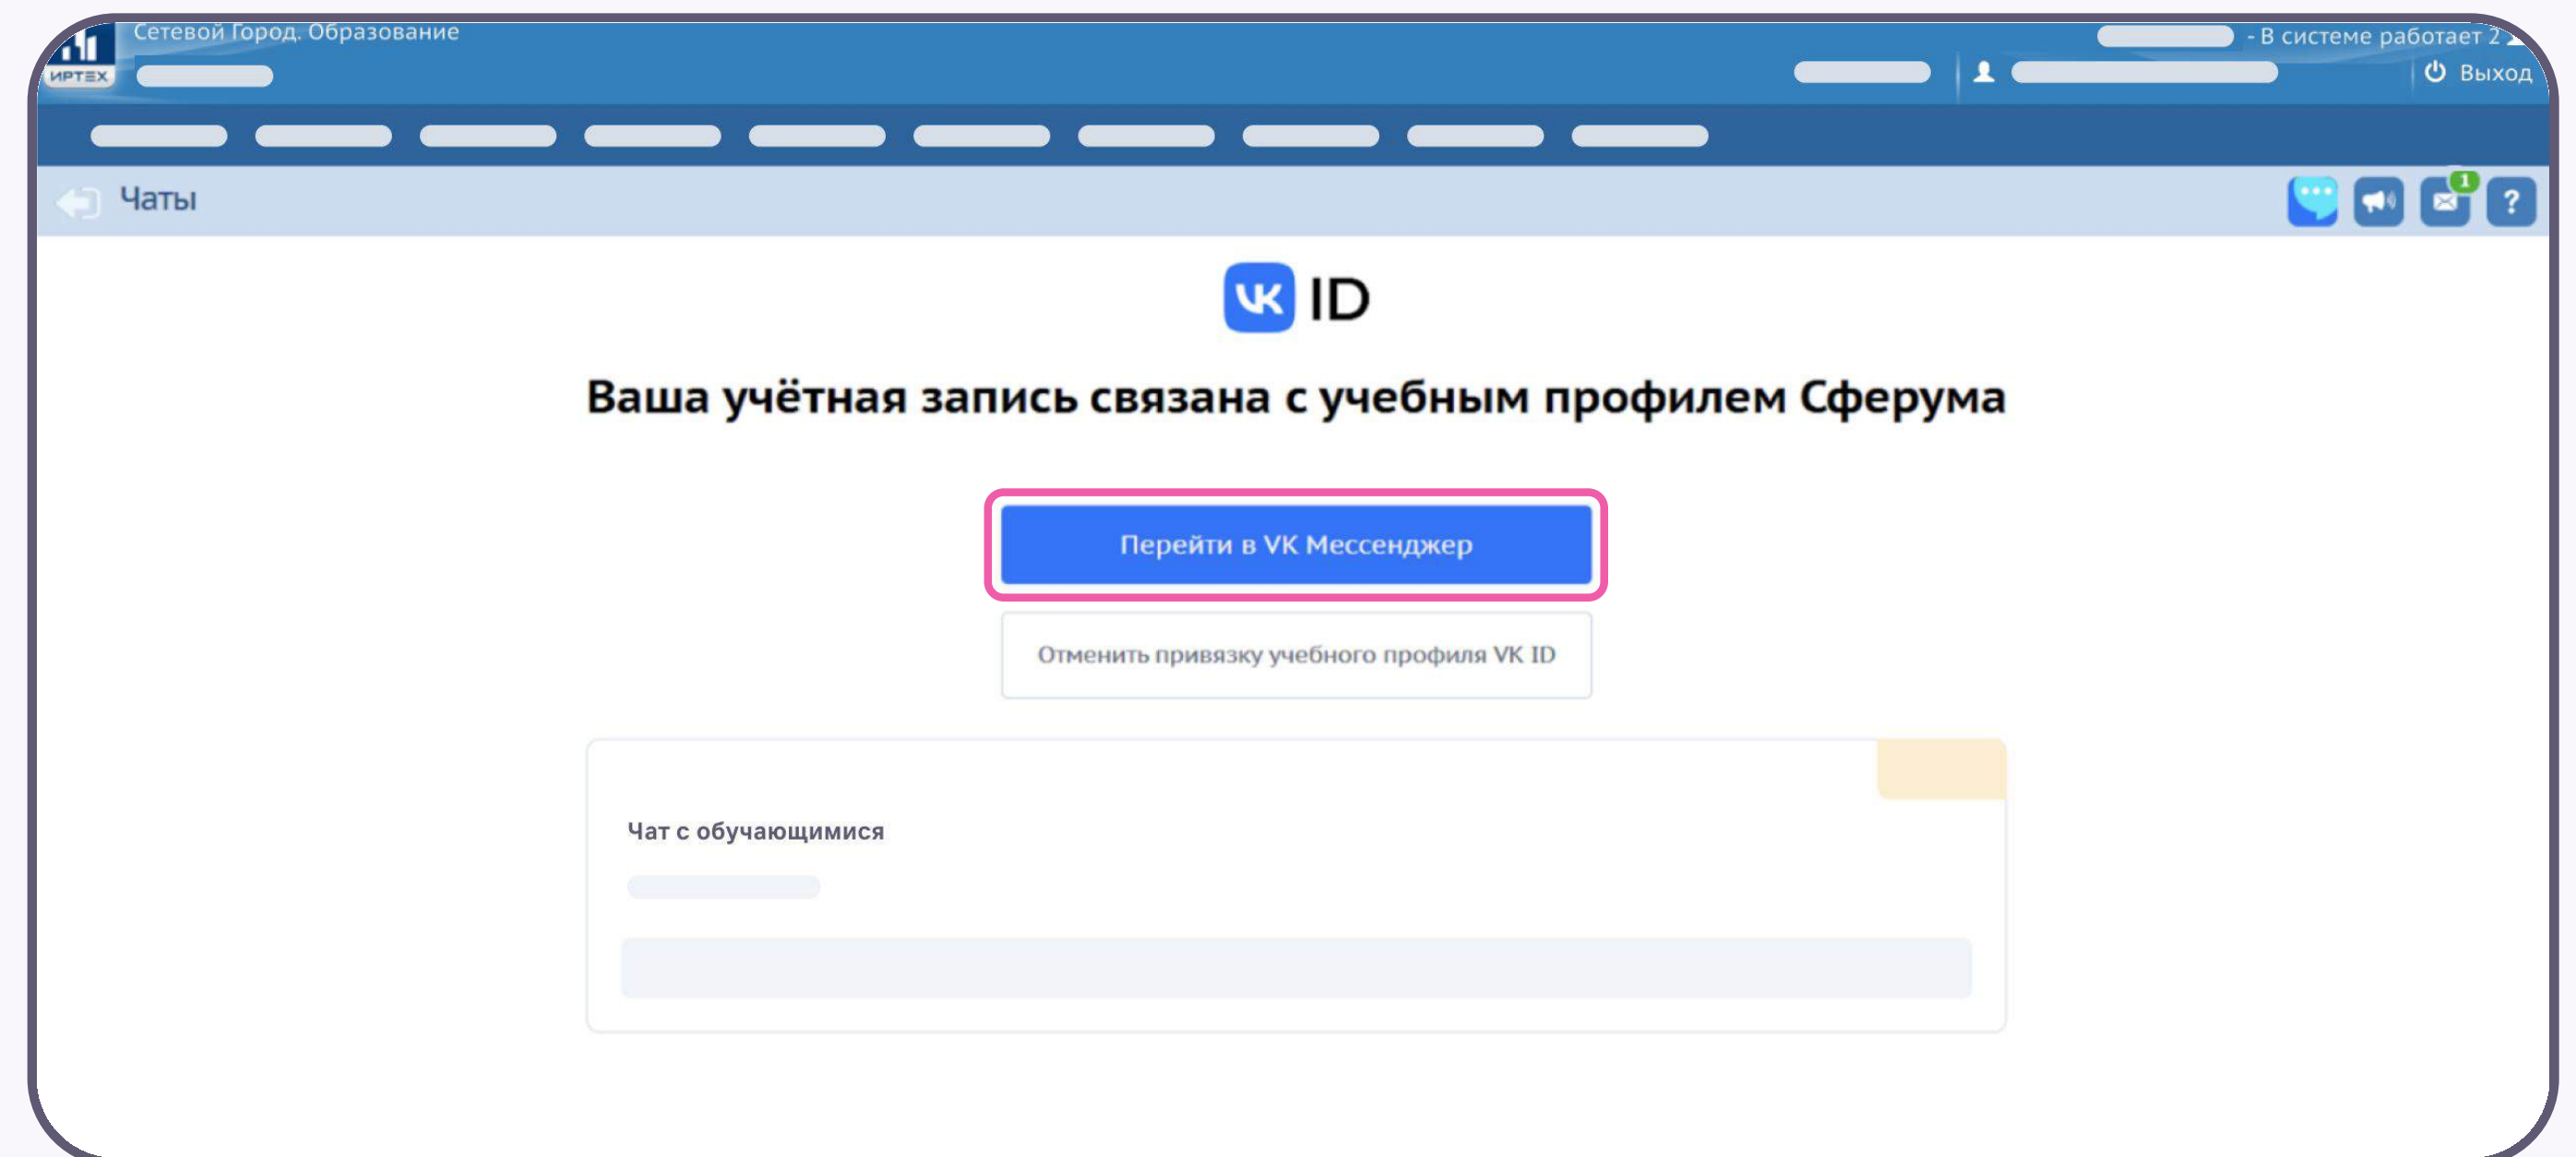 Сетевой Город. Образование
- В системе работает 2
ИРТЕХ
Выход
Чаты
1
?
VK ID
Ваша учётная запись связана с учебным профилем Сферума
Перейти в VK Мессенджер
Отменить привязку учебного профиля VK ID
Чат с обучающимися